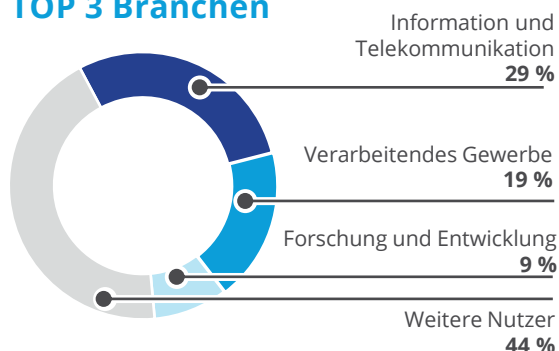 TOP 3 Branchen
Information und
Telekommunikation
29 %
Verarbeitendes Gewerbe
19 %
Forschung und Entwicklung
9 %
Weitere Nutzer
44 %